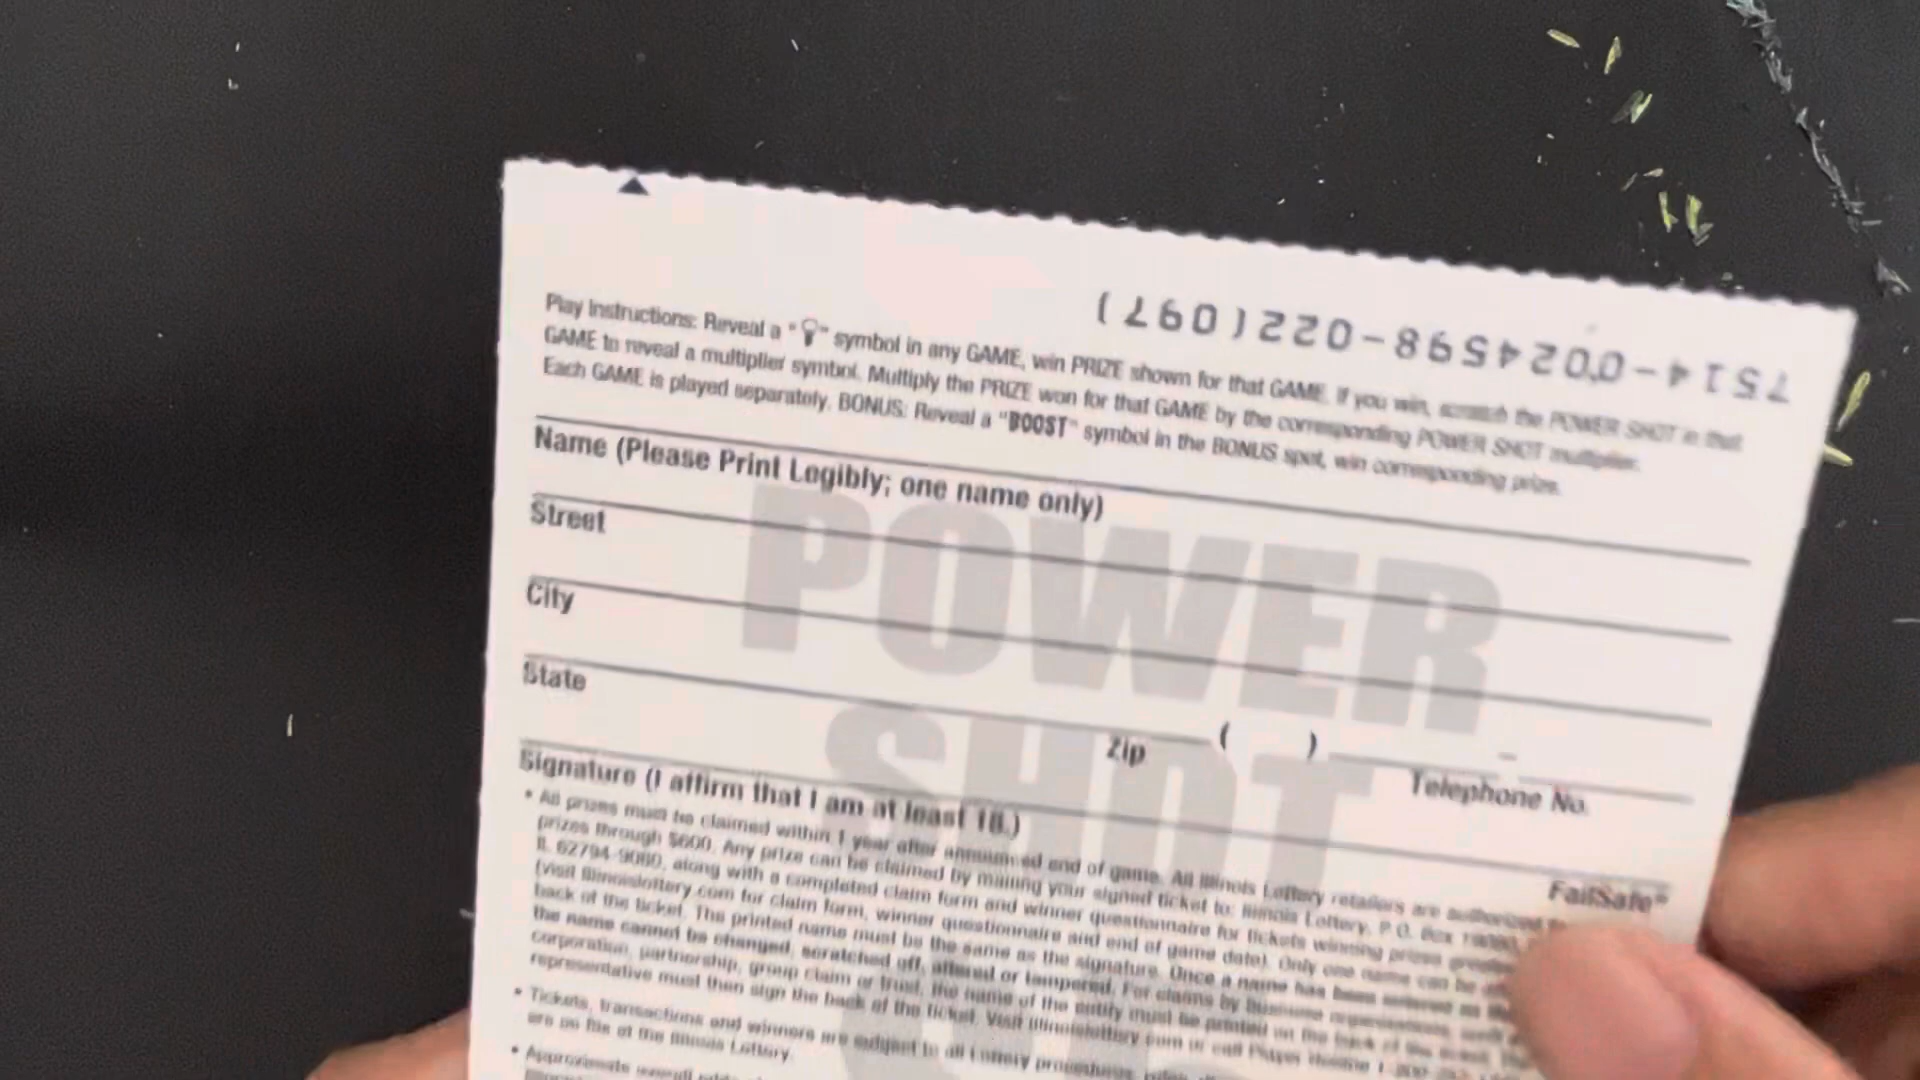 7514-0024598-022(097)
Play Instructions: Reveal a " " symbol in any GAME, win PRIZE shown for that GAME. If you win, scratch the POWER SHOT in that
GAME to reveal a multiplier symbol. Multiply the PRIZE won for that GAME by the corresponding POWER SHOT multiplier.
Each GAME is played separately. BONUS: Reveal a "BOOST" symbol in the BONUS spot, win corresponding prize.
Name (Please Print Legibly; one name only)
Street
City
State
Zip ( ) -
Telephone No.
Signature (I affirm that I am at least 18.)
FailSafe®
POWER
SHOT
• All prizes must be claimed within 1 year after announced end of game. All Illinois Lottery retailers are authorized
prizes through $600. Any prize can be claimed by mailing your signed ticket to: Illinois Lottery, P.O. Box
IL 62794-9080, along with a completed claim form and winner questionnaire for tickets winning prizes
(visit illinoislottery.com for claim form, winner questionnaire and end of game date). Only one name can be
back of the ticket. The printed name must be the same as the signature. Once a name has been entered
the name cannot be changed, scratched off, altered or tampered. For claims by business
corporation, partnership, group claim or trust, the name of the entity must be printed on the back of the ticket.
representative must then sign the back of the ticket. Visit illinoislottery.com or call Player Hotline 1-800-
• Tickets, transactions and winners are subject to all Lottery procedures, rules
are on file at the Illinois Lottery.
• Approximate overall odds